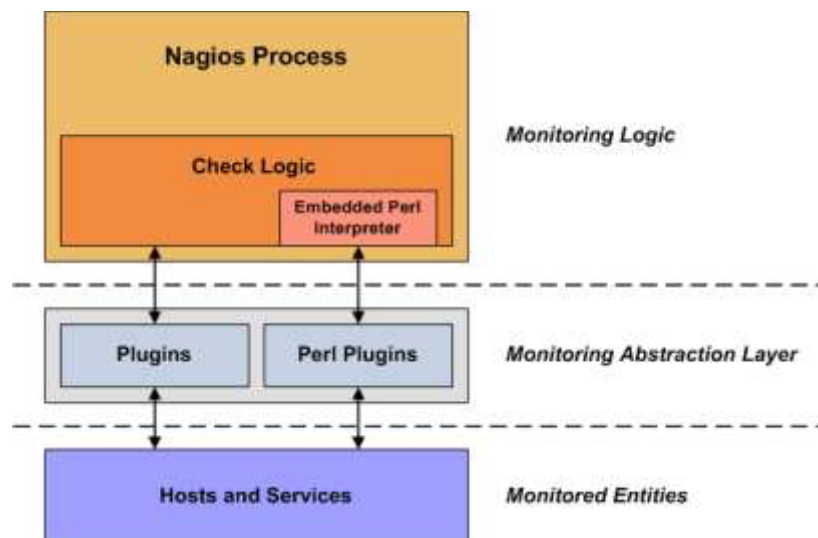 Nagios Process
Monitoring Logic
Check Logic
Embedded Perl
Interpreter
Plugins
Perl Plugins
Monitoring Abstraction Layer
Hosts and Services
Monitored Entities